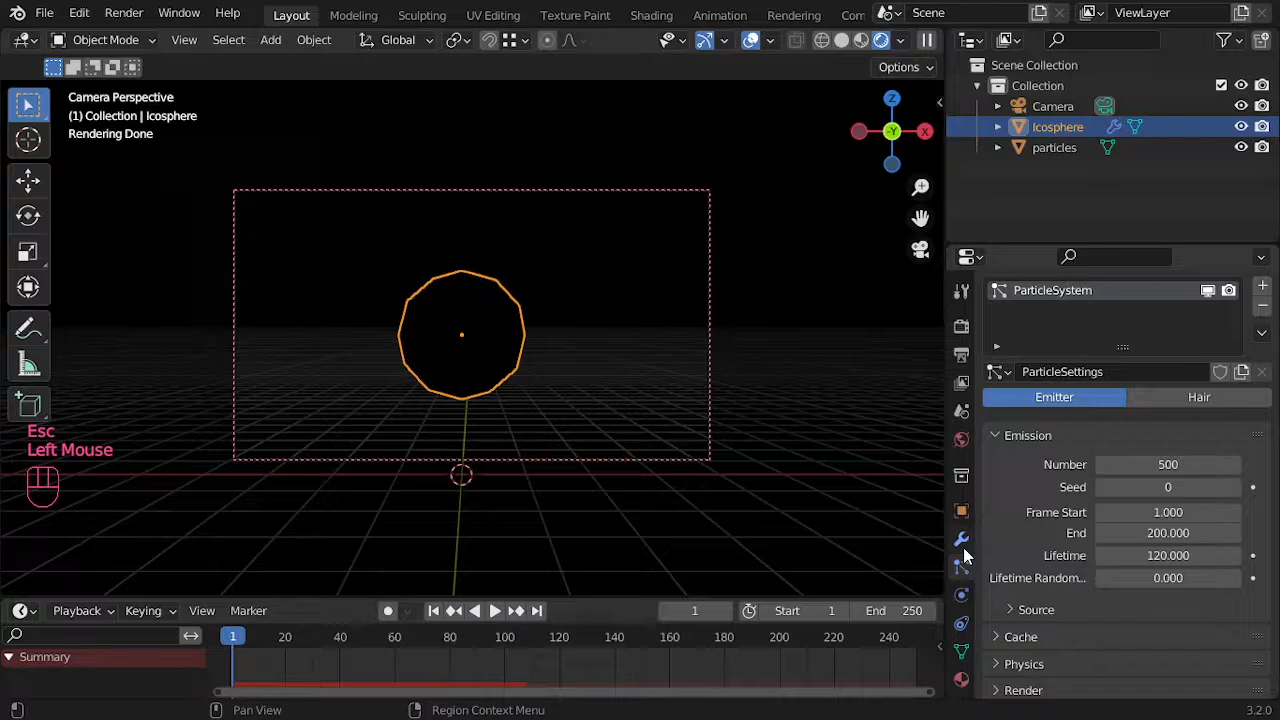 File Edit Render Window Help Layout Modeling Sculpting UV Editing Texture Paint Shading Animation Rendering Com Scene ViewLayer
Object Mode View Select Add Object Global
Options
Camera Perspective
(1) Collection | Icosphere
Rendering Done
Z
-Y
X
Scene Collection
Collection
Camera
Icosphere
particles
ParticleSystem
ParticleSettings
Emitter Hair
Emission
Number 500
Seed 0
Frame Start 1.000
End 200.000
Lifetime 120.000
Lifetime Random... 0.000
Source
Cache
Physics
Render
Esc
Left Mouse
Playback Keying View Marker 1 Start 1 End 250
1 20 40 60 80 100 120 140 160 180 200 220 240
Summary
Pan View Region Context Menu 3.2.0